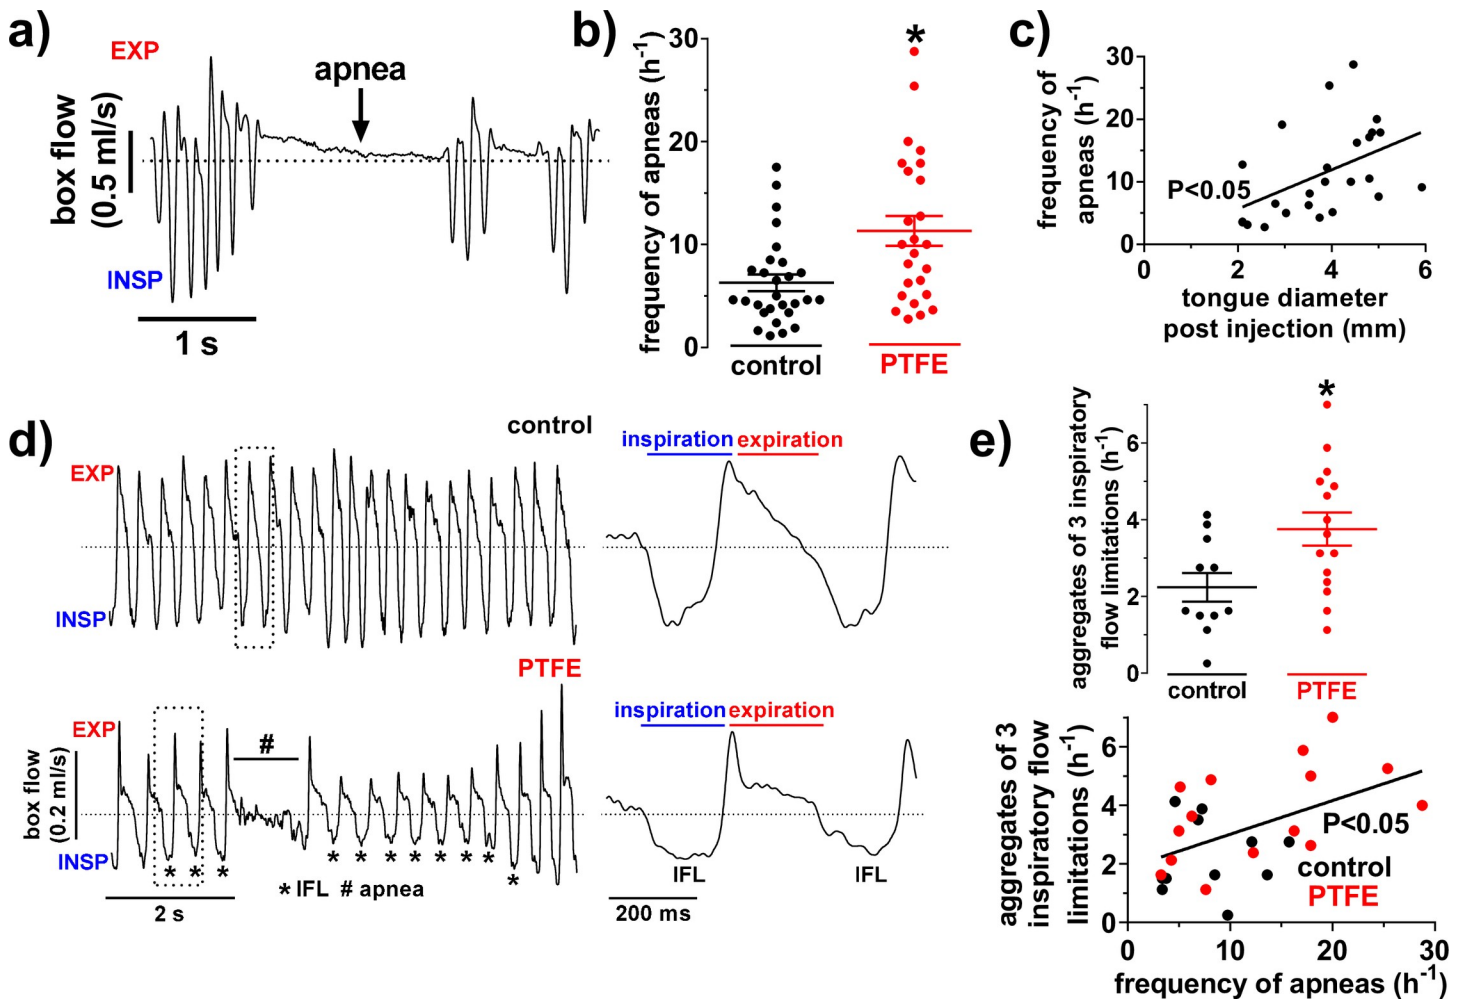 a)
EXP
apnea
box flow
(0.5 ml/s)
INSP
1 s
b)
*
frequency of apneas (h-1)
30
20
10
0
control
PTFE
c)
frequency of
apneas (h-1)
30
20
10
0
P<0.05
0
2
4
6
tongue diameter
post injection (mm)
d)
control
EXP
INSP
inspiration
expiration
PTFE
EXP
#
box flow
(0.2 ml/s)
INSP
* * *
* * * * * * * *
* IFL # apnea
2 s
inspiration
expiration
IFL
IFL
200 ms
e)
*
aggregates of 3 inspiratory
flow limitations (h-1)
6
4
2
0
control
PTFE
aggregates of 3
inspiratory flow
limitations (h-1)
6
4
2
0
P<0.05
control
PTFE
0
10
20
30
frequency of apneas (h-1)